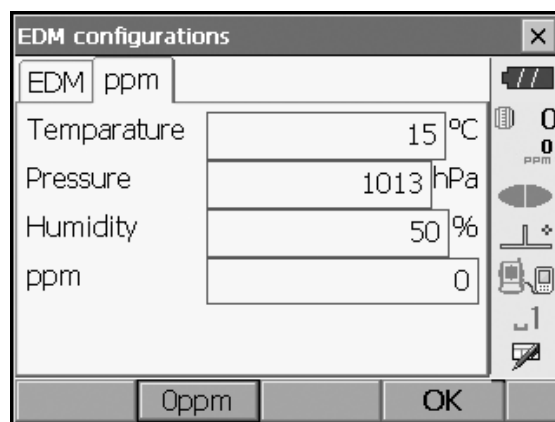 EDM configurations
EDM ppm
Temparature 15 ºC
Pressure 1013 hPa
Humidity 50 %
ppm 0
0
0
PPM
1
0ppm OK